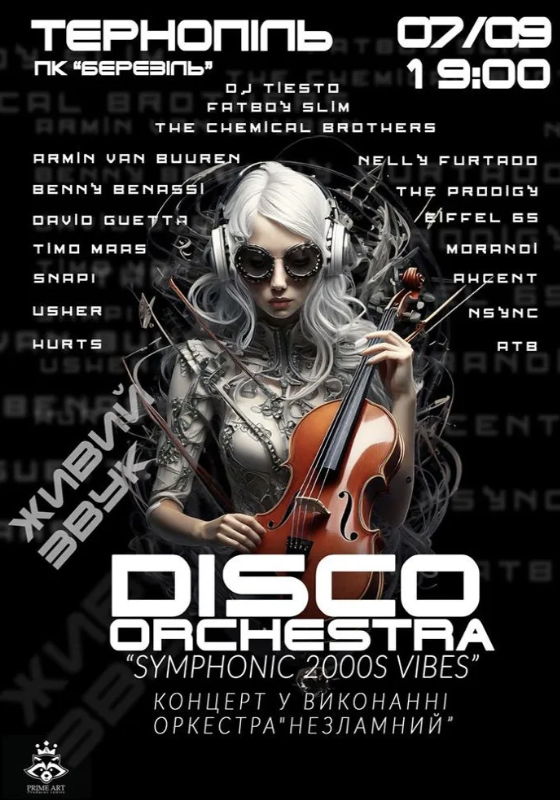 ТЕРНОПІЛЬ
07/09
ПК "БЕРЕЗІЛЬ"
19:00
DJ TIESTO
FATBOY SLIM
THE CHEMICAL BROTHERS
ARMIN VAN BUUREN
NELLY FURTADO
BENNY BENASSI
THE PRODIGY
DAVID GUETTA
EIFFEL 65
TIMO MAAS
MORANDI
SNAP!
AKCENT
USHER
NSYNC
HURTS
ATB
ЖИВИЙ
ЗВУК
DISCO
ORCHESTRA
"SYMPHONIC 2000S VIBES"
КОНЦЕРТ У ВИКОНАННІ
ОРКЕСТРА"НЕЗЛАМНИЙ"
PRIME ART